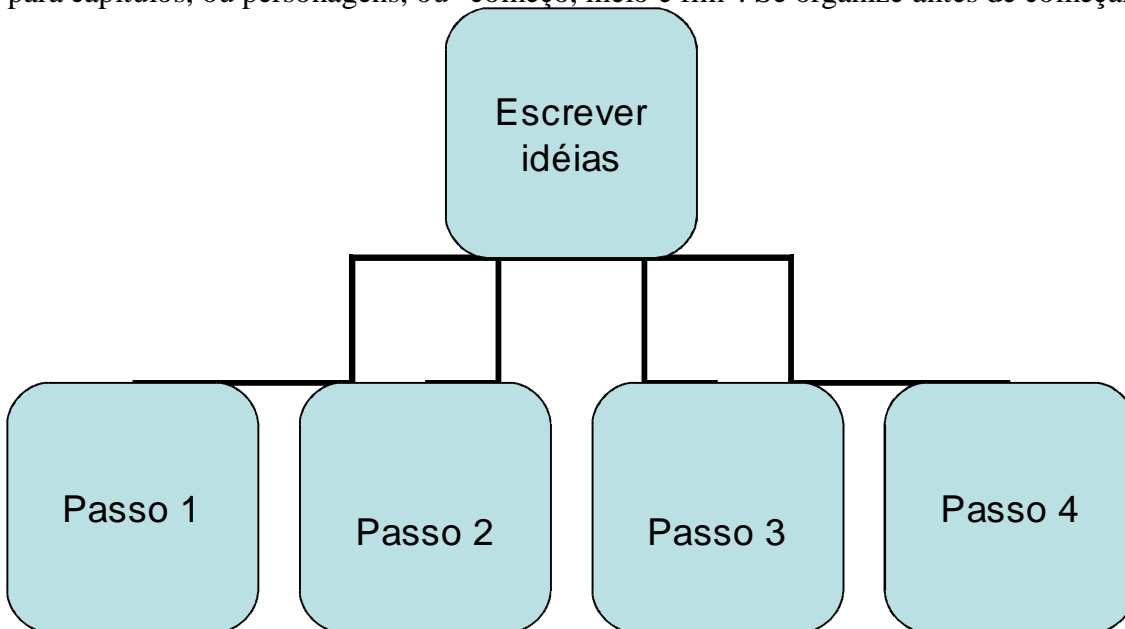 para capítulos, ou personagens, ou "começo, meio e fim". Se organize antes de começar
Escrever
idéias
Passo 1
Passo 2
Passo 3
Passo 4